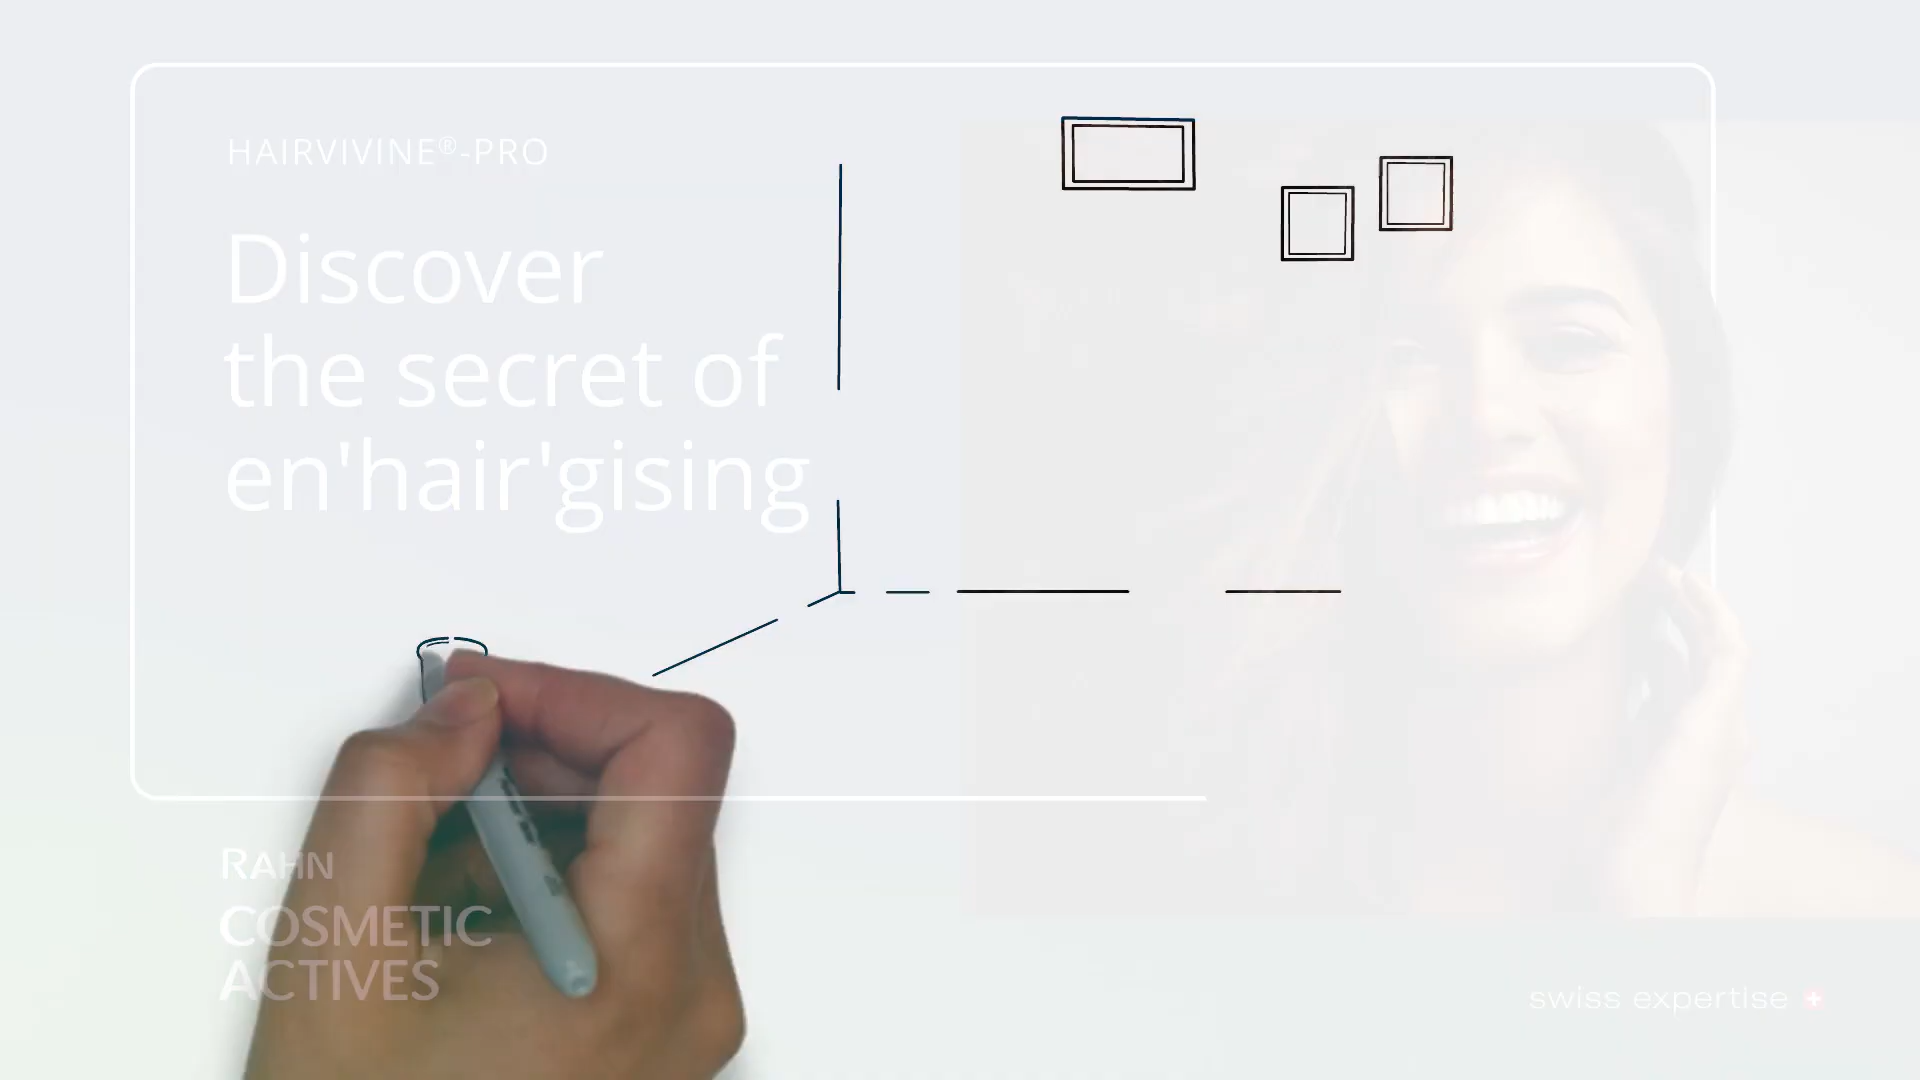 HAIRVIVINE®-PRO
Discover
the secret of
en'hair'gising
RAHN
COSMETIC
ACTIVES
swiss expertise